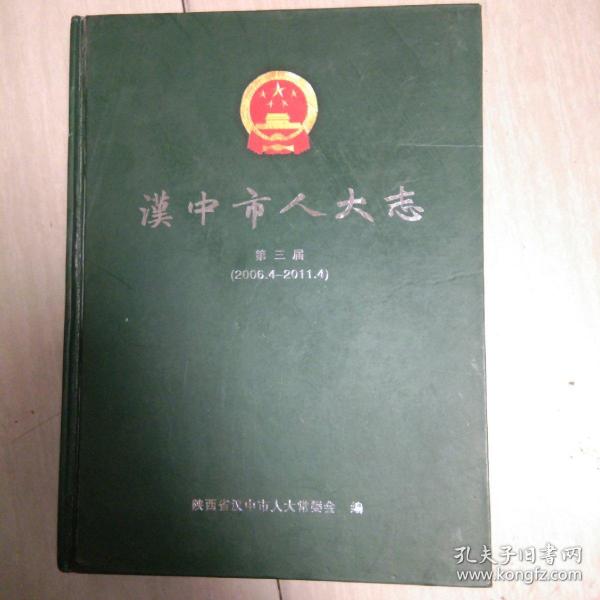 漢中市人大志
第三届
(2006.4-2011.4)
陕西省汉中市人大常委会 编
孔夫子旧书网
www.kongfz.com